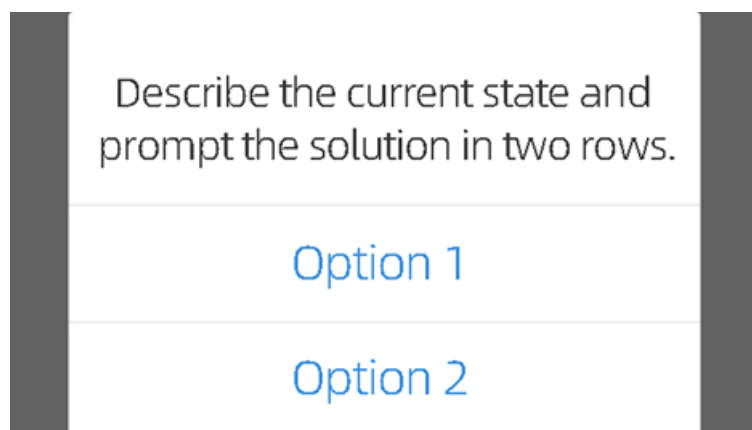 Describe the current state and
prompt the solution in two rows.
Option 1
Option 2